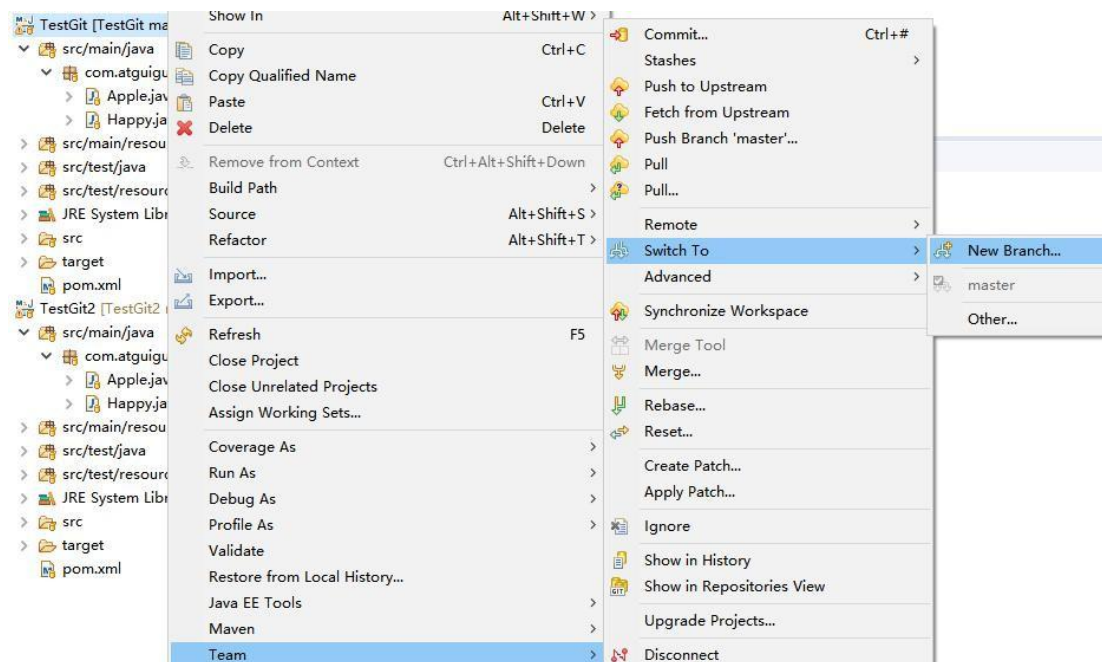 TestGit [TestGit ma
src/main/java
com.atguigu
Apple.jav
Happy.ja
src/main/resou
src/test/java
src/test/resourc
JRE System Libr
src
target
pom.xml
TestGit2 [TestGit2
src/main/java
com.atguigu
Apple.jav
Happy.ja
src/main/resou
src/test/java
src/test/resourc
JRE System Libr
src
target
pom.xml
Show In Alt+Shift+W >
Copy Ctrl+C
Copy Qualified Name
Paste Ctrl+V
Delete Delete
Remove from Context Ctrl+Alt+Shift+Down
Build Path
Source Alt+Shift+S >
Refactor Alt+Shift+T >
Import...
Export...
Refresh F5
Close Project
Close Unrelated Projects
Assign Working Sets...
Coverage As
Run As
Debug As
Profile As
Validate
Restore from Local History...
Java EE Tools
Maven
Team
Commit... Ctrl+#
Stashes
Push to Upstream
Fetch from Upstream
Push Branch 'master'...
Pull
Pull...
Remote
Switch To
Advanced
Synchronize Workspace
Merge Tool
Merge...
Rebase...
Reset...
Create Patch...
Apply Patch...
Ignore
Show in History
GIT Show in Repositories View
Upgrade Projects...
Disconnect
New Branch...
master
Other...